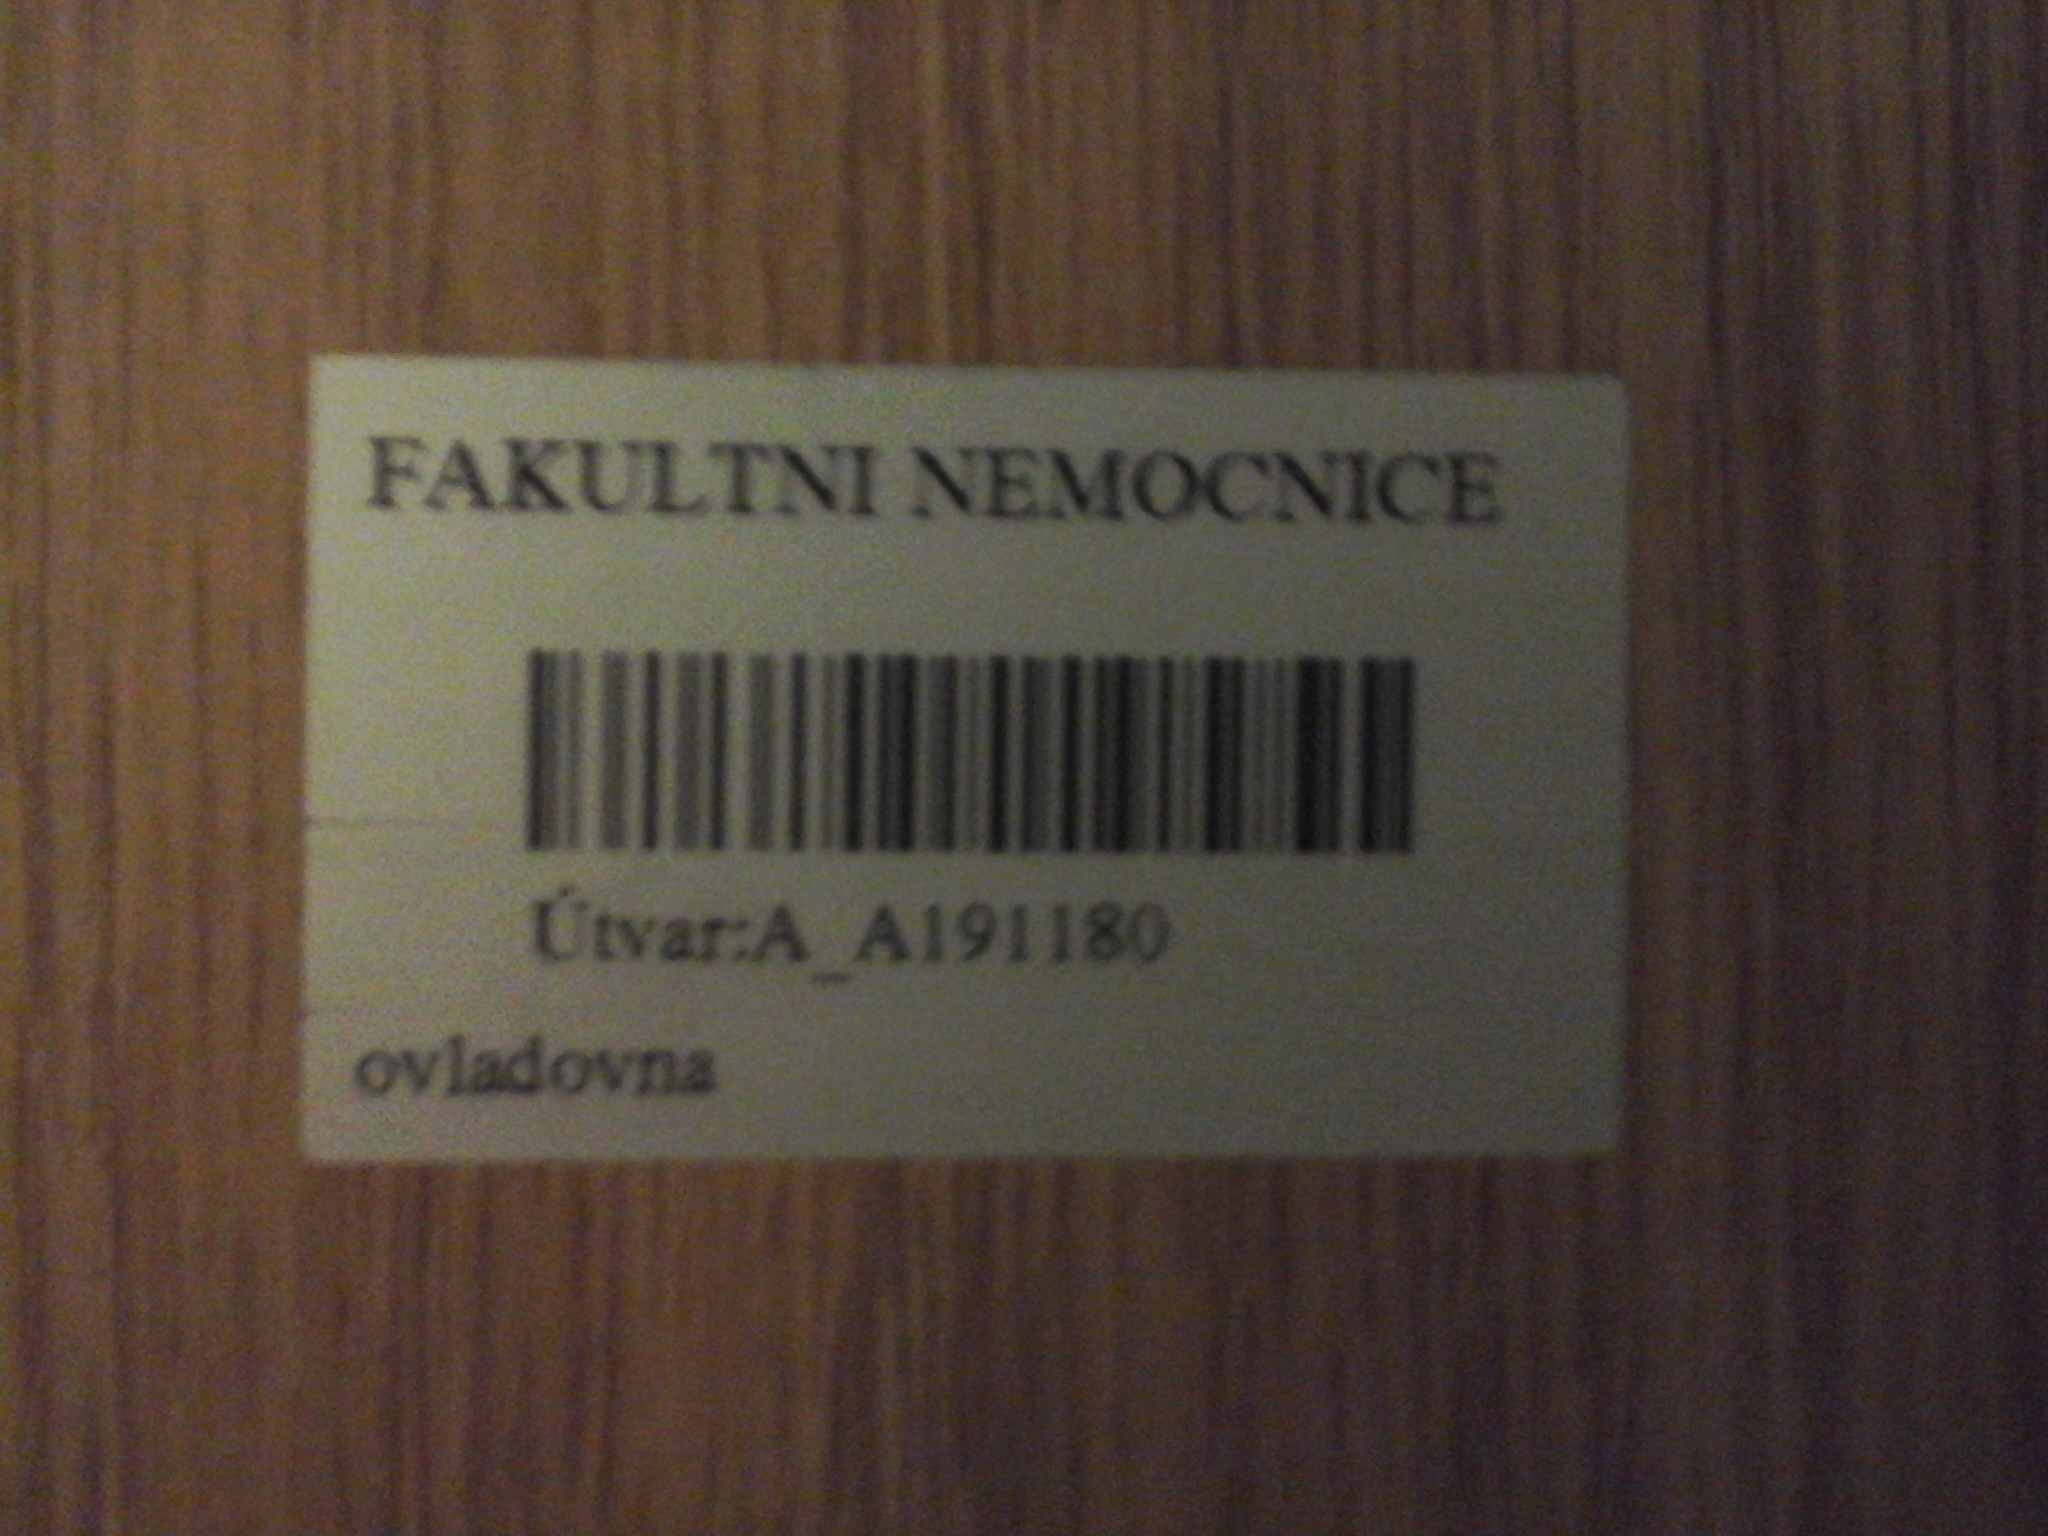 FAKULTNI NEMOCNICE
Útvar:A_A191180
ovladovna